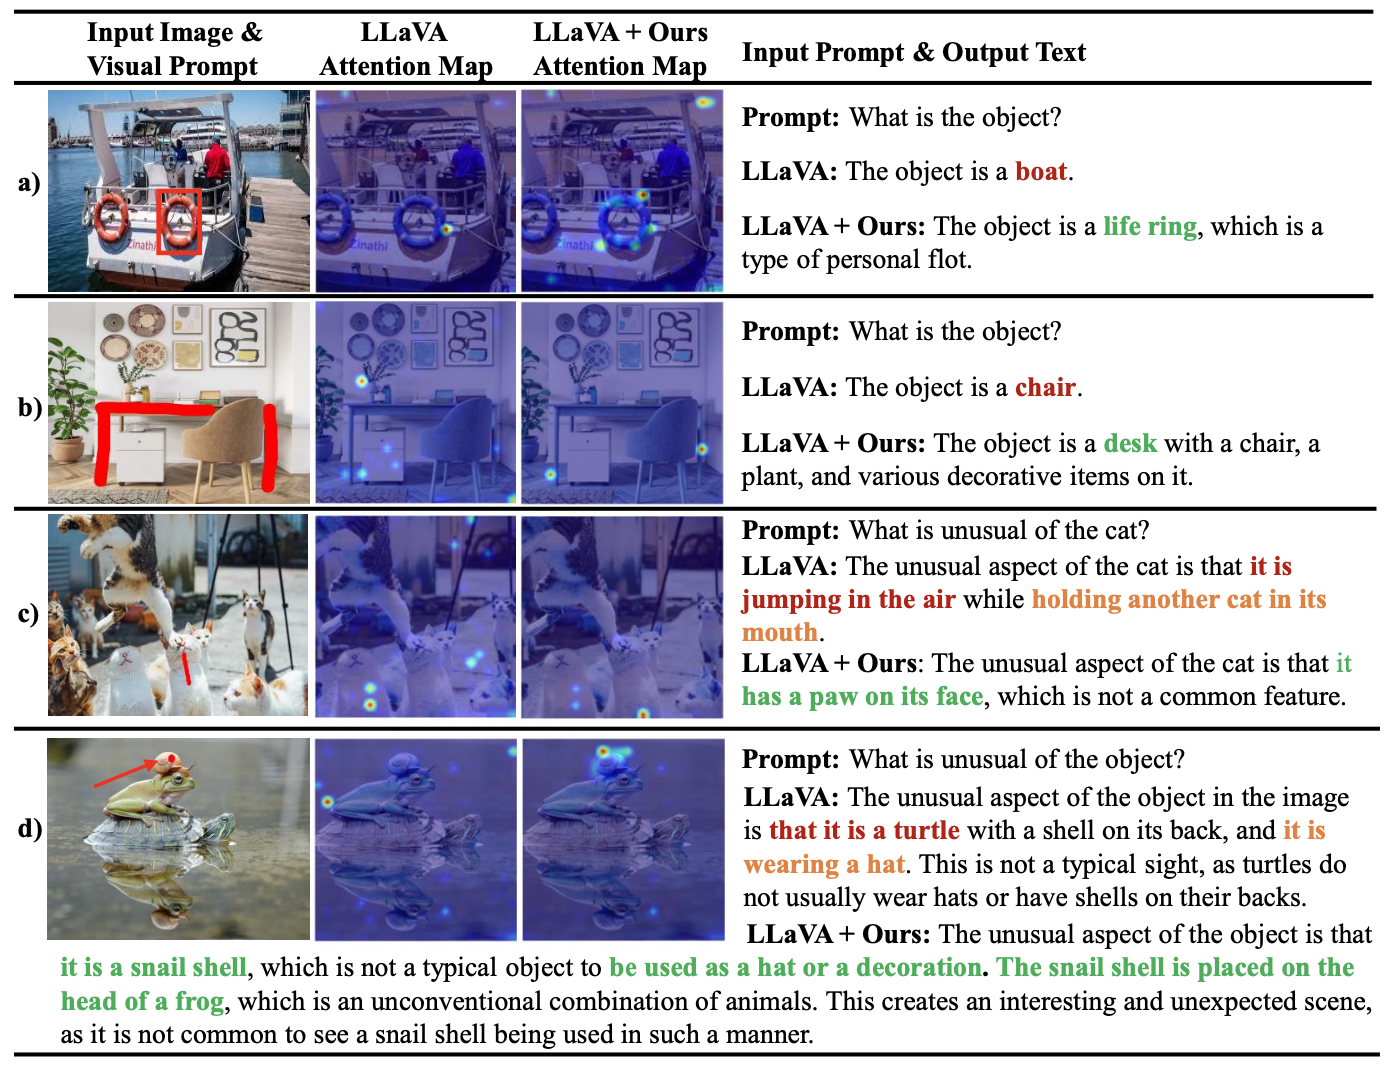 Input Image &
Visual Prompt
LLaVA
Attention Map
LLaVA + Ours
Attention Map
Input Prompt & Output Text
a)
Zinathi
Zinathi
Zinathi
Prompt: What is the object?
LLaVA: The object is a boat.
LLaVA + Ours: The object is a life ring, which is a
type of personal flot.
b)
Prompt: What is the object?
LLaVA: The object is a chair.
LLaVA + Ours: The object is a desk with a chair, a
plant, and various decorative items on it.
c)
Prompt: What is unusual of the cat?
LLaVA: The unusual aspect of the cat is that it is
jumping in the air while holding another cat in its
mouth.
LLaVA + Ours: The unusual aspect of the cat is that it
has a paw on its face, which is not a common feature.
d)
Prompt: What is unusual of the object?
LLaVA: The unusual aspect of the object in the image
is that it is a turtle with a shell on its back, and it is
wearing a hat. This is not a typical sight, as turtles do
not usually wear hats or have shells on their backs.
LLaVA + Ours: The unusual aspect of the object is that
it is a snail shell, which is not a typical object to be used as a hat or a decoration. The snail shell is placed on the
head of a frog, which is an unconventional combination of animals. This creates an interesting and unexpected scene,
as it is not common to see a snail shell being used in such a manner.